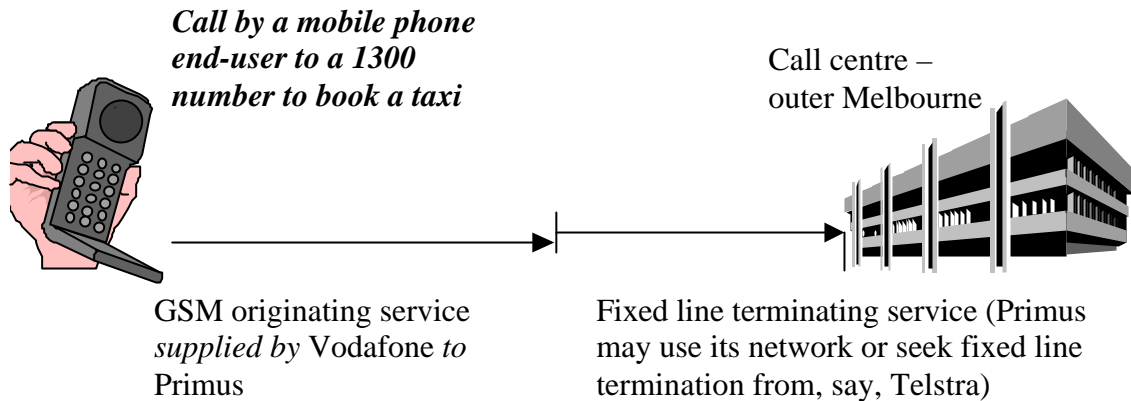 Call by a mobile phone
end-user to a 1300
number to book a taxi
Call centre –
outer Melbourne
GSM originating service
supplied by Vodafone to
Primus
Fixed line terminating service (Primus
may use its network or seek fixed line
termination from, say, Telstra)